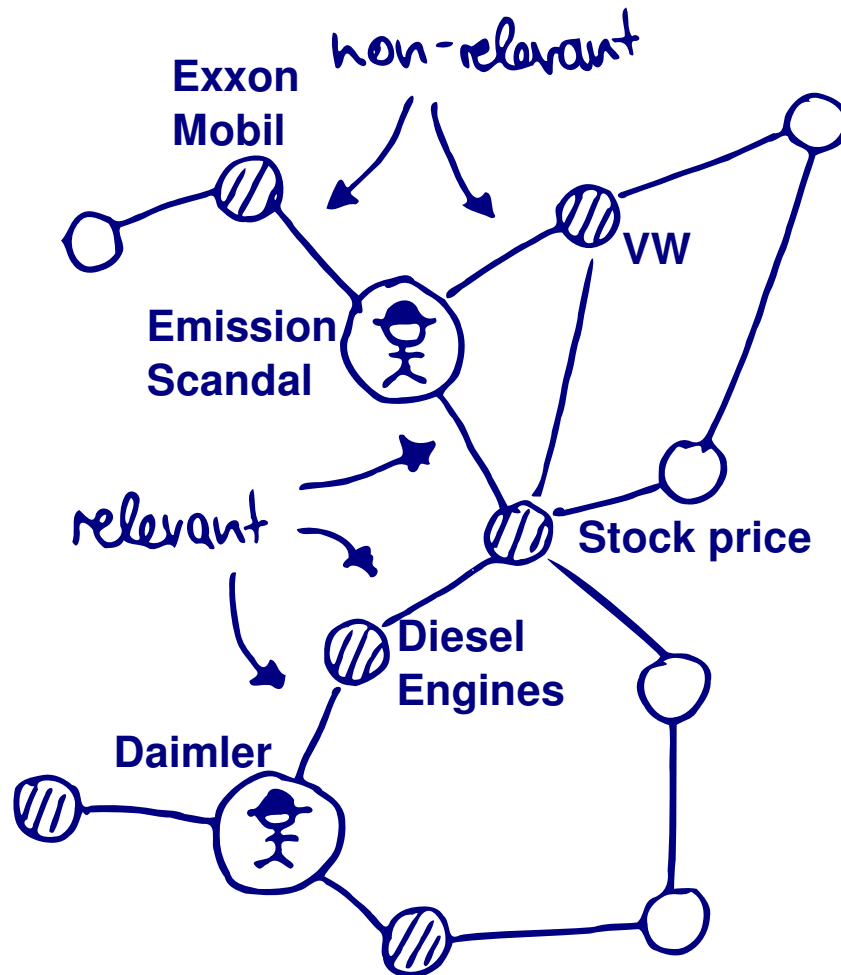 non-relevant
Exxon
Mobil
VW
Emission
Scandal
relevant
Stock price
Diesel
Engines
Daimler